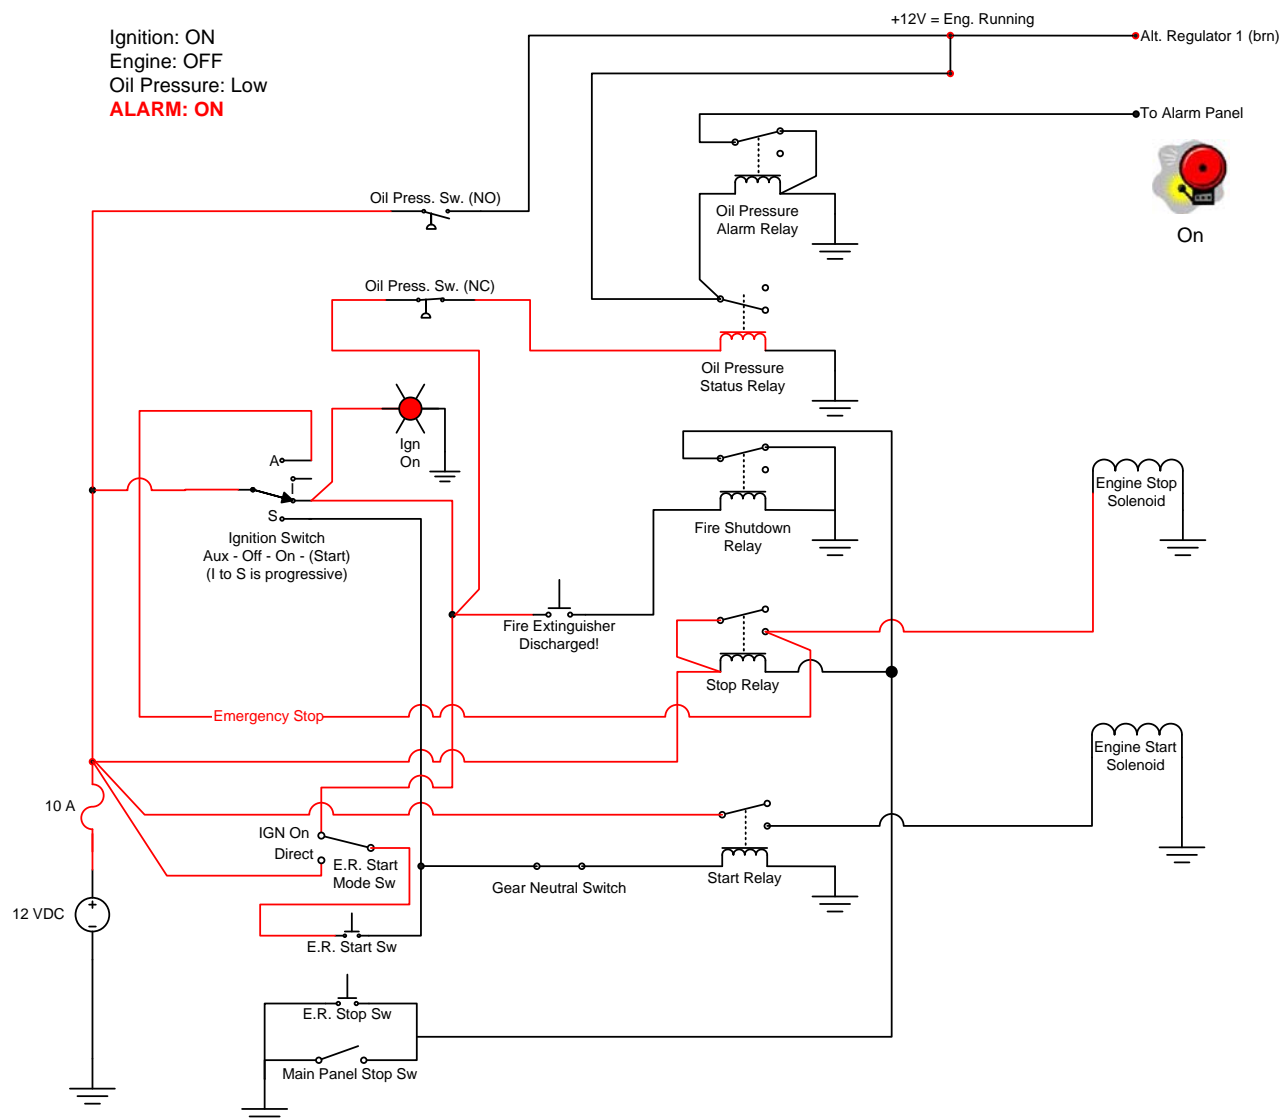 +12V = Eng. Running
Ignition: ON
Engine: OFF
Oil Pressure: Low
ALARM: ON
Alt. Regulator 1 (brn)
To Alarm Panel
On
Oil Press. Sw. (NO)
Oil Pressure
Alarm Relay
Oil Press. Sw. (NC)
Oil Pressure
Status Relay
Ign
On
A
I
S
Ignition Switch
Aux - Off - On - (Start)
(I to S is progressive)
Fire Shutdown
Relay
Engine Stop
Solenoid
Fire Extinguisher
Discharged!
Stop Relay
Emergency Stop
Engine Start
Solenoid
10 A
IGN On
Direct
E.R. Start
Mode Sw
Gear Neutral Switch
Start Relay
12 VDC
+
−
E.R. Start Sw
E.R. Stop Sw
Main Panel Stop Sw